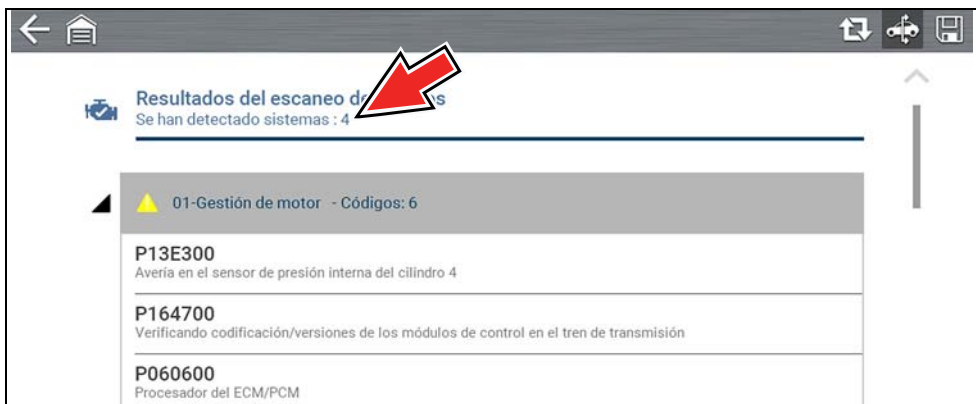 Resultados del escaneo de
Se han detectado sistemas : 4
01-Gestión de motor - Códigos: 6
P13E300
Avería en el sensor de presión interna del cilindro 4
P164700
Verificando codificación/versiones de los módulos de control en el tren de transmisión
P060600
Procesador del ECM/PCM